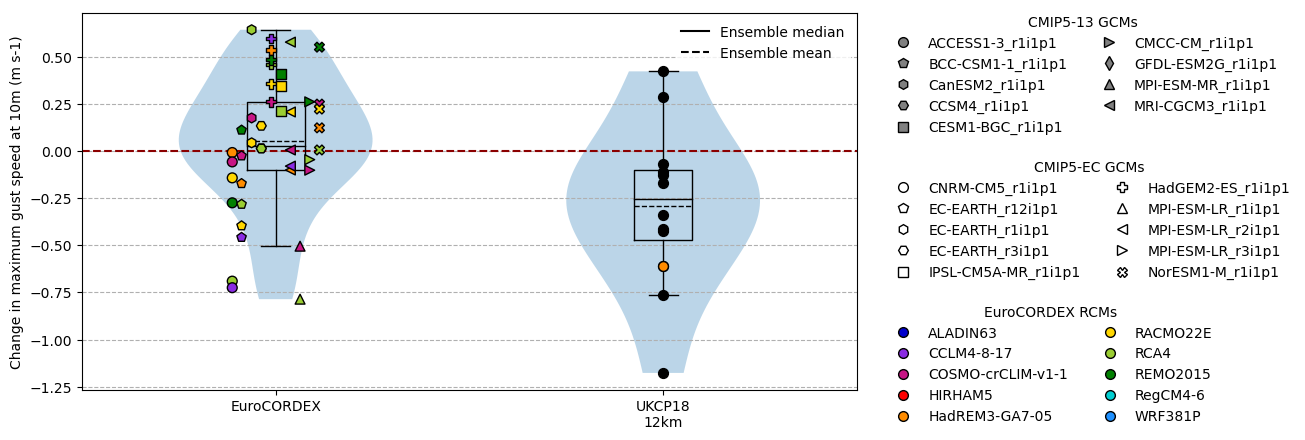 Change in maximum gust speed at 10m (m s-1)
0.50
0.25
0.00
−0.25
−0.50
−0.75
−1.00
−1.25
EuroCORDEX
UKCP18
12km
Ensemble median
Ensemble mean
CMIP5-13 GCMs
ACCESS1-3_r1i1p1
BCC-CSM1-1_r1i1p1
CanESM2_r1i1p1
CCSM4_r1i1p1
CESM1-BGC_r1i1p1
CMCC-CM_r1i1p1
GFDL-ESM2G_r1i1p1
MPI-ESM-MR_r1i1p1
MRI-CGCM3_r1i1p1
CMIP5-EC GCMs
CNRM-CM5_r1i1p1
EC-EARTH_r12i1p1
EC-EARTH_r1i1p1
EC-EARTH_r3i1p1
IPSL-CM5A-MR_r1i1p1
HadGEM2-ES_r1i1p1
MPI-ESM-LR_r1i1p1
MPI-ESM-LR_r2i1p1
MPI-ESM-LR_r3i1p1
NorESM1-M_r1i1p1
EuroCORDEX RCMs
ALADIN63
CCLM4-8-17
COSMO-crCLIM-v1-1
HIRHAM5
HadREM3-GA7-05
RACMO22E
RCA4
REMO2015
RegCM4-6
WRF381P